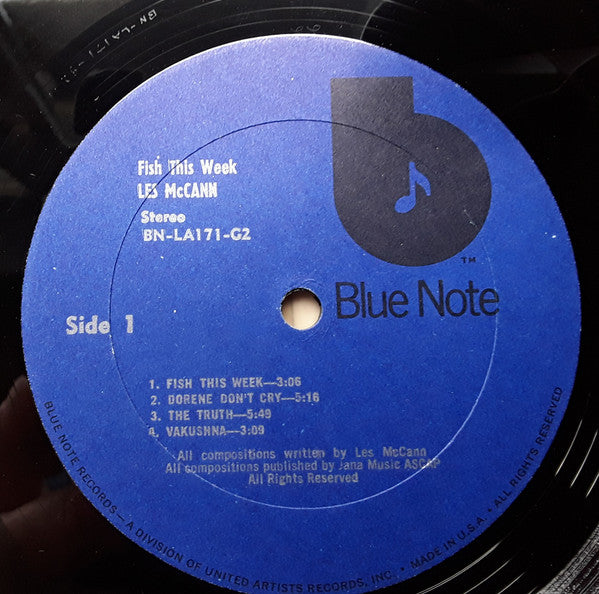 BN-LA171-G2
Fish This Week
LES McCANN
Stereo
BN-LA171-G2
TM
Blue Note
Side 1
1. FISH THIS WEEK—3:06
2. DORENE DON'T CRY—5:16
3. THE TRUTH—5:49
4. VAKUSHNA—3:09
All compositions written by Les McCann
All compositions published by Jana Music ASCAP
All Rights Reserved
BLUE NOTE RECORDS—A DIVISION OF UNITED ARTISTS RECORDS, INC. • MADE IN U.S.A. • ALL RIGHTS RESERVED